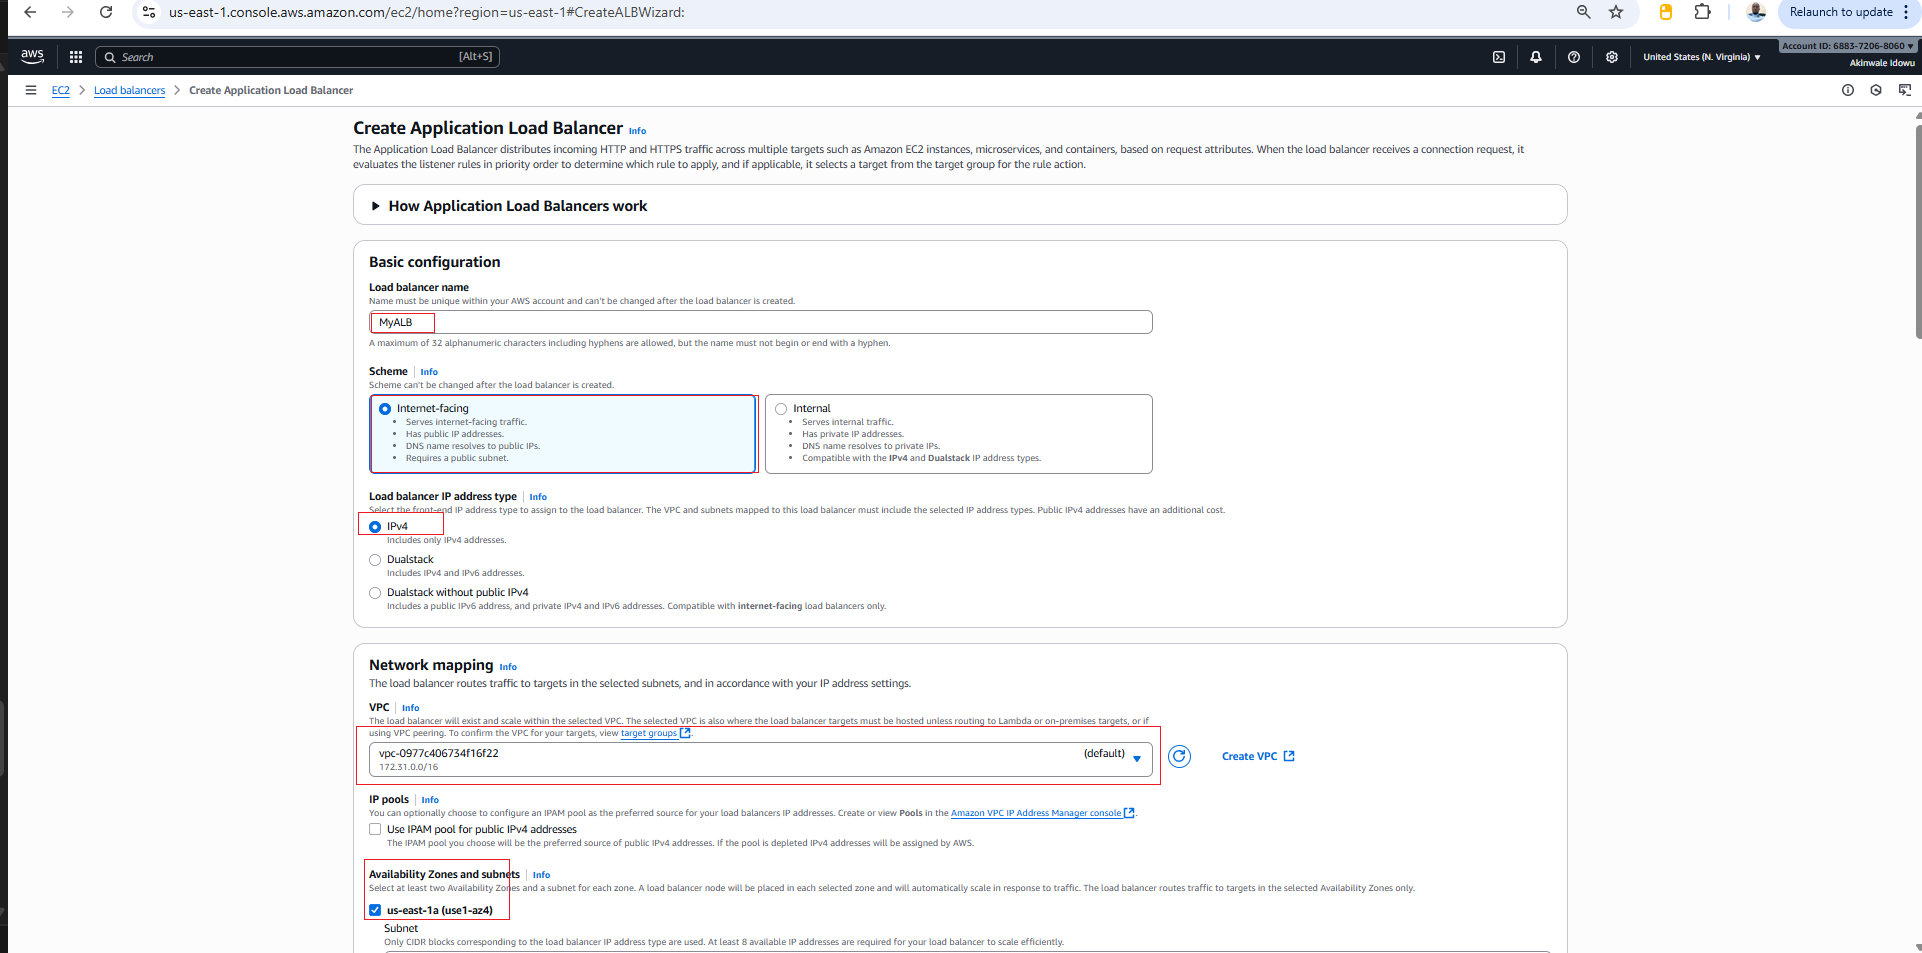 us-east-1.console.aws.amazon.com/ec2/home?region=us-east-1#CreateALBWizard:
Relaunch to update
aws
Search
[Alt+S]
United States (N. Virginia)
Account ID: 6883-7206-8060
Akinwale Idowu
EC2
Load balancers
Create Application Load Balancer
Create Application Load Balancer Info
The Application Load Balancer distributes incoming HTTP and HTTPS traffic across multiple targets such as Amazon EC2 instances, microservices, and containers, based on request attributes. When the load balancer receives a connection request, it
evaluates the listener rules in priority order to determine which rule to apply, and if applicable, it selects a target from the target group for the rule action.
How Application Load Balancers work
Basic configuration
Load balancer name
Name must be unique within your AWS account and can't be changed after the load balancer is created.
MyALB
A maximum of 32 alphanumeric characters including hyphens are allowed, but the name must not begin or end with a hyphen.
Scheme Info
Scheme can't be changed after the load balancer is created.
Internet-facing
• Serves internet-facing traffic.
• Has public IP addresses.
• DNS name resolves to public IPs.
• Requires a public subnet.
Internal
• Serves internal traffic.
• Has private IP addresses.
• DNS name resolves to private IPs.
• Compatible with the IPv4 and Dualstack IP address types.
Load balancer IP address type Info
Select the front-end IP address type to assign to the load balancer. The VPC and subnets mapped to this load balancer must include the selected IP address types. Public IPv4 addresses have an additional cost.
IPv4
Includes only IPv4 addresses.
Dualstack
Includes IPv4 and IPv6 addresses.
Dualstack without public IPv4
Includes a public IPv6 address, and private IPv4 and IPv6 addresses. Compatible with internet-facing load balancers only.
Network mapping Info
The load balancer routes traffic to targets in the selected subnets, and in accordance with your IP address settings.
VPC Info
The load balancer will exist and scale within the selected VPC. The selected VPC is also where the load balancer targets must be hosted unless routing to Lambda or on-premises targets, or if
using VPC peering. To confirm the VPC for your targets, view target groups.
vpc-0977c406734f16f22
(default)
172.31.0.0/16
Create VPC
IP pools Info
You can optionally choose to configure an IPAM pool as the preferred source for your load balancers IP addresses. Create or view Pools in the Amazon VPC IP Address Manager console.
Use IPAM pool for public IPv4 addresses
The IPAM pool you choose will be the preferred source of public IPv4 addresses. If the pool is depleted IPv4 addresses will be assigned by AWS.
Availability Zones and subnets Info
Select at least two Availability Zones and a subnet for each zone. A load balancer node will be placed in each selected zone and will automatically scale in response to traffic. The load balancer routes traffic to targets in the selected Availability Zones only.
us-east-1a (use1-az4)
Subnet
Only CIDR blocks corresponding to the load balancer IP address type are used. At least 8 available IP addresses are required for your load balancer to scale efficiently.